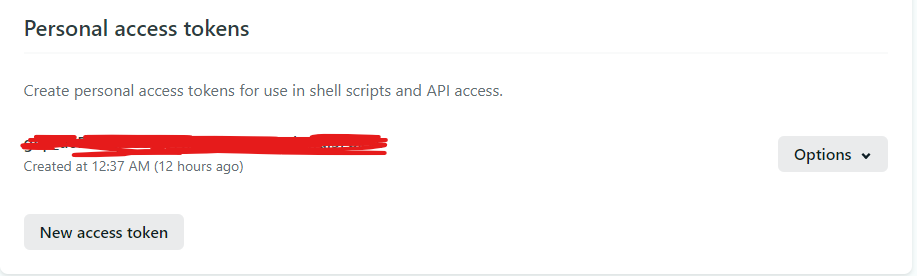 Personal access tokens
Create personal access tokens for use in shell scripts and API access.
Created at 12:37 AM (12 hours ago)
Options
New access token